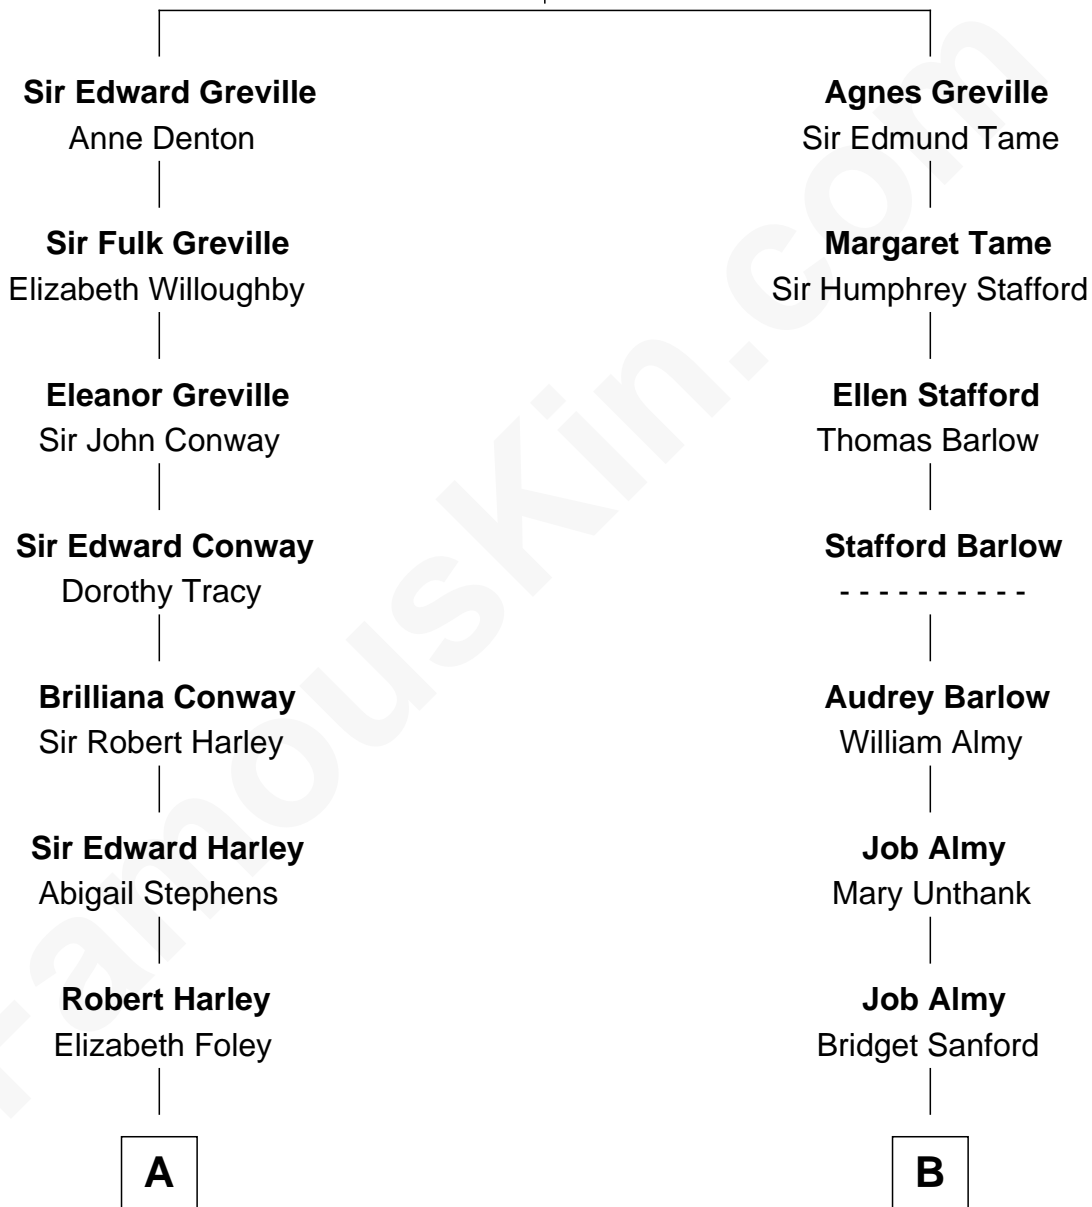 Sir Edward Greville
Anne Denton
Sir Fulk Greville
Elizabeth Willoughby
Eleanor Greville
Sir John Conway
Sir Edward Conway
Dorothy Tracy
Brilliana Conway
Sir Robert Harley
Sir Edward Harley
Abigail Stephens
Robert Harley
Elizabeth Foley
A
Agnes Greville
Sir Edmund Tame
Margaret Tame
Sir Humphrey Stafford
Ellen Stafford
Thomas Barlow
Stafford Barlow
- - - - - - - - - -
Audrey Barlow
William Almy
Job Almy
Mary Unthank
Job Almy
Bridget Sanford
B
FamousKin.com